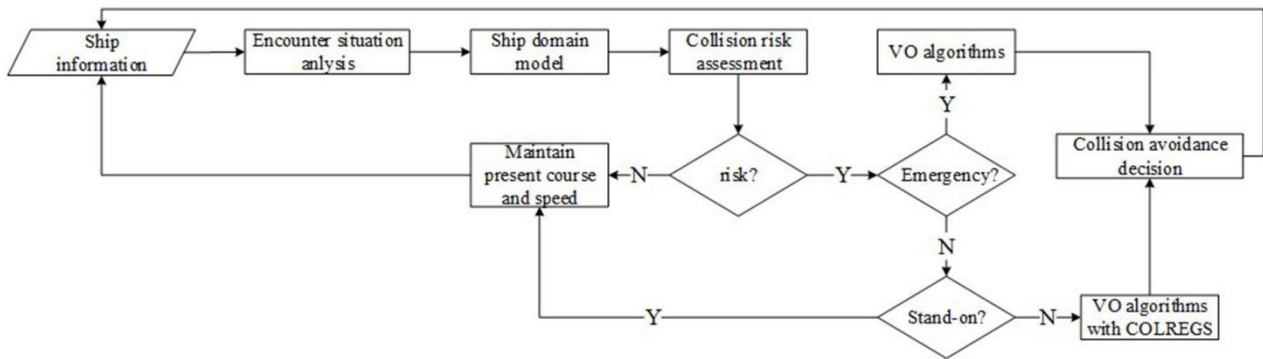 Ship
information
Encounter situation
anlysis
Ship domain
model
Collision risk
assessment
VO algorithms
Y
Collision avoidance
decision
Maintain
present course
and speed
N
risk?
Y
Emergency?
N
Y
Stand-on?
N
VO algorithms
with COLREGS